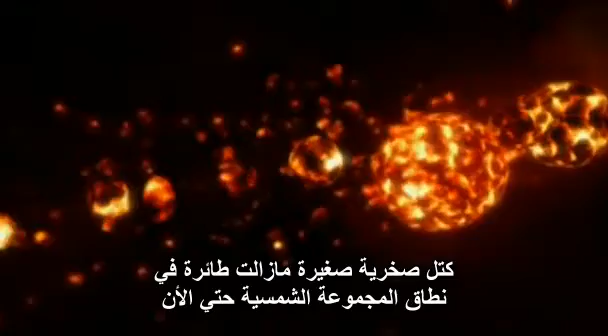 كتل صخرية صغيرة مازالت طائرة في
نطاق المجموعة الشمسية حتي الأن